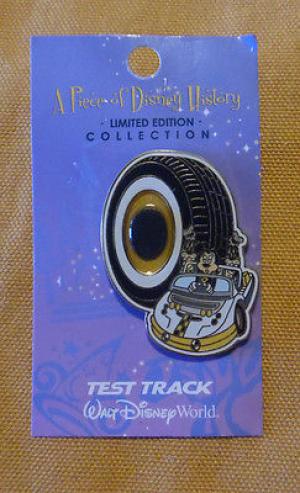 A Piece of Disney History
- LIMITED EDITION -
COLLECTION
TEST TRACK
Walt Disney World.